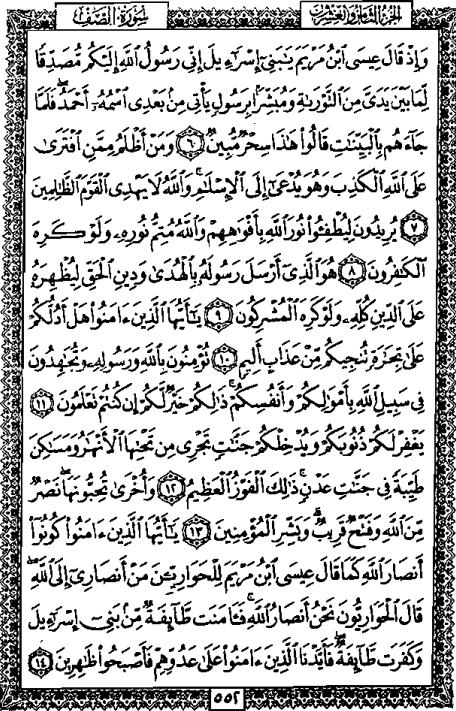 الجزء الثامن والعشرون
سورة الصف
وَإِذْ قَالَ عِيسَى ٱبْنُ مَرْيَمَ يَٰبَنِىٓ إِسْرَٰٓءِيلَ إِنِّى رَسُولُ ٱللَّهِ إِلَيْكُم مُّصَدِّقًا
لِّمَا بَيْنَ يَدَىَّ مِنَ ٱلتَّوْرَىٰةِ وَمُبَشِّرًۢا بِرَسُولٍ يَأْتِى مِنۢ بَعْدِى ٱسْمُهُۥٓ أَحْمَدُ ۖ فَلَمَّا
جَآءَهُم بِٱلْبَيِّنَٰتِ قَالُوا۟ هَٰذَا سِحْرٌ مُّبِينٌ ٦ وَمَنْ أَظْلَمُ مِمَّنِ ٱفْتَرَىٰ
عَلَى ٱللَّهِ ٱلْكَذِبَ وَهُوَ يُدْعَىٰٓ إِلَى ٱلْإِسْلَٰمِ ۚ وَٱللَّهُ لَا يَهْدِى ٱلْقَوْمَ ٱلظَّٰلِمِينَ
٧ يُرِيدُونَ لِيُطْفِـُٔوا۟ نُورَ ٱللَّهِ بِأَفْوَٰهِهِمْ وَٱللَّهُ مُتِمُّ نُورِهِۦ وَلَوْ كَرِهَ
ٱلْكَٰفِرُونَ ٨ هُوَ ٱلَّذِىٓ أَرْسَلَ رَسُولَهُۥ بِٱلْهُدَىٰ وَدِينِ ٱلْحَقِّ لِيُظْهِرَهُۥ
عَلَى ٱلدِّينِ كُلِّهِۦ وَلَوْ كَرِهَ ٱلْمُشْرِكُونَ ٩ يَٰٓأَيُّهَا ٱلَّذِينَ ءَامَنُوا۟ هَلْ أَدُلُّكُمْ
عَلَىٰ تِجَٰرَةٍ تُنجِيكُم مِّنْ عَذَابٍ أَلِيمٍ ١٠ تُؤْمِنُونَ بِٱللَّهِ وَرَسُولِهِۦ وَتُجَٰهِدُونَ
فِى سَبِيلِ ٱللَّهِ بِأَمْوَٰلِكُمْ وَأَنفُسِكُمْ ۚ ذَٰلِكُمْ خَيْرٌ لَّكُمْ إِن كُنتُمْ تَعْلَمُونَ ١١
يَغْفِرْ لَكُمْ ذُنُوبَكُمْ وَيُدْخِلْكُمْ جَنَّٰتٍ تَجْرِى مِن تَحْتِهَا ٱلْأَنْهَٰرُ وَمَسَٰكِنَ
طَيِّبَةً فِى جَنَّٰتِ عَدْنٍ ۚ ذَٰلِكَ ٱلْفَوْزُ ٱلْعَظِيمُ ١٢ وَأُخْرَىٰ تُحِبُّونَهَا ۖ نَصْرٌ
مِّنَ ٱللَّهِ وَفَتْحٌ قَرِيبٌ ۗ وَبَشِّرِ ٱلْمُؤْمِنِينَ ١٣ يَٰٓأَيُّهَا ٱلَّذِينَ ءَامَنُوا۟ كُونُوٓا۟
أَنصَارَ ٱللَّهِ كَمَا قَالَ عِيسَى ٱبْنُ مَرْيَمَ لِلْحَوَارِيِّـۧنَ مَنْ أَنصَارِىٓ إِلَى ٱللَّهِ ۖ
قَالَ ٱلْحَوَارِيُّونَ نَحْنُ أَنصَارُ ٱللَّهِ ۖ فَـَٔامَنَت طَّآئِفَةٌ مِّنۢ بَنِىٓ إِسْرَٰٓءِيلَ
وَكَفَرَت طَّآئِفَةٌ ۖ فَأَيَّدْنَا ٱلَّذِينَ ءَامَنُوا۟ عَلَىٰ عَدُوِّهِمْ فَأَصْبَحُوا۟ ظَٰهِرِينَ ١٤
٥٥٢